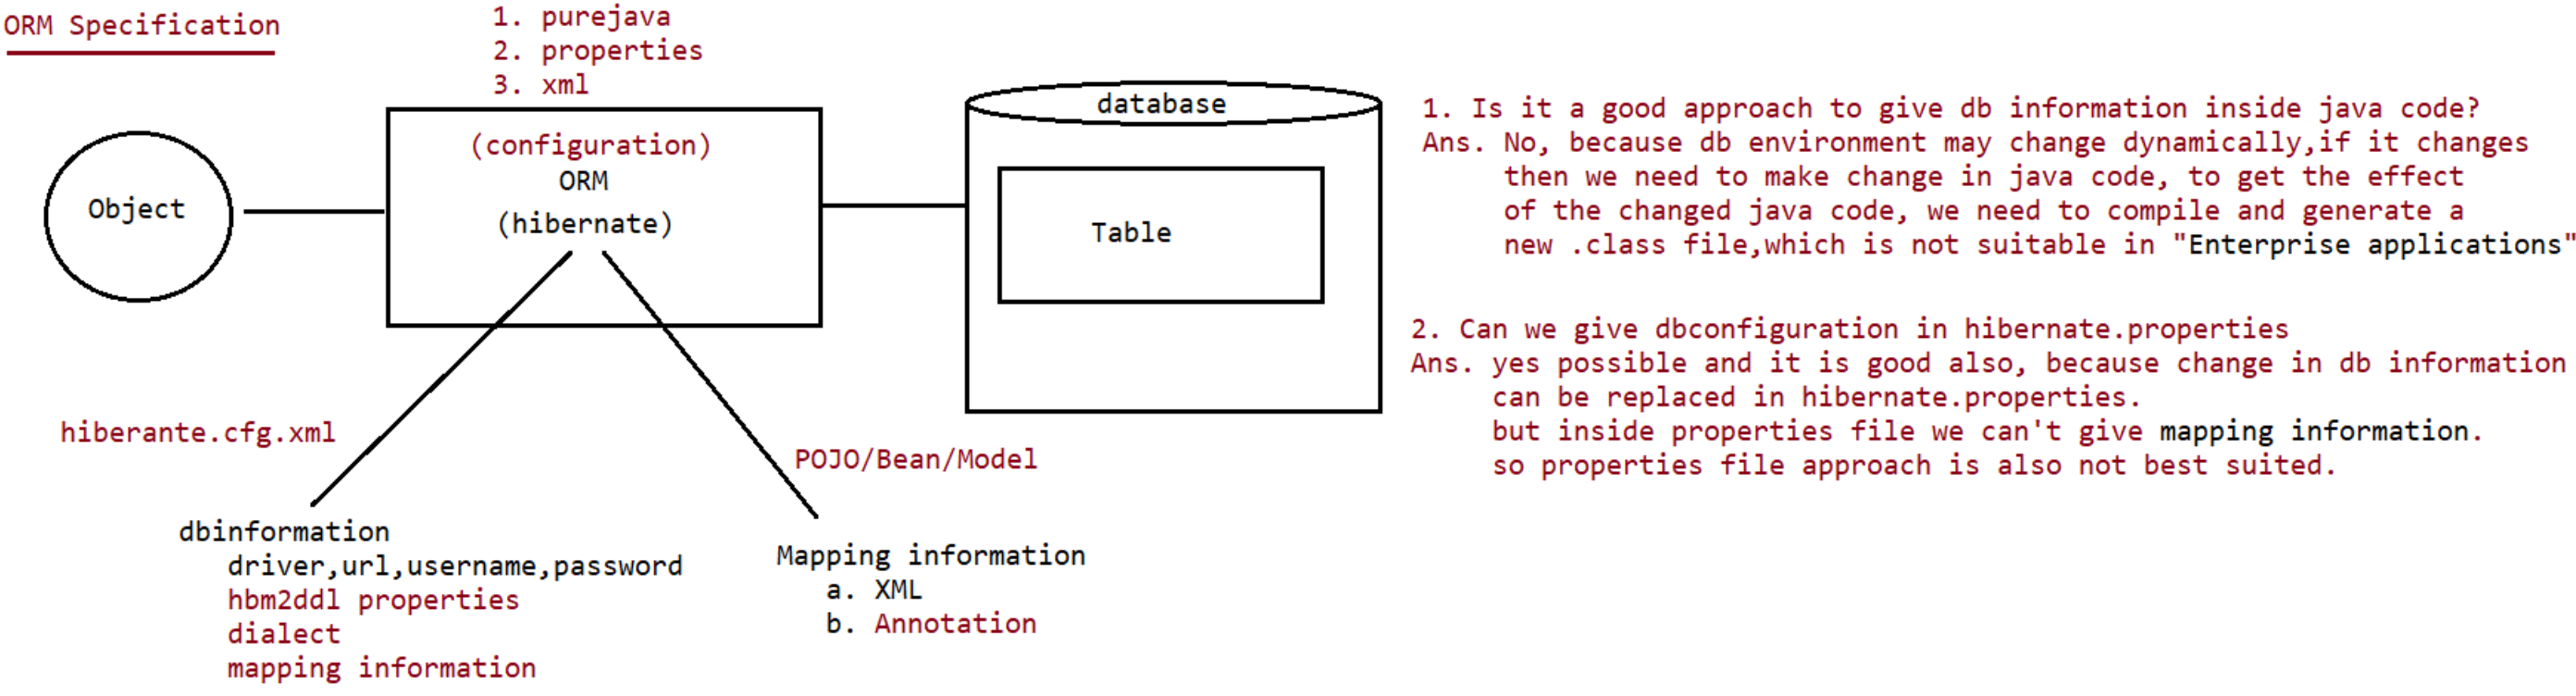 ORM Specification
1. purejava
2. properties
3. xml
Object
(configuration)
ORM
(hibernate)
database
Table
hiberante.cfg.xml
dbinformation
driver,url,username,password
hbm2ddl properties
dialect
mapping information
POJO/Bean/Model
Mapping information
a. XML
b. Annotation
1. Is it a good approach to give db information inside java code?
Ans. No, because db environment may change dynamically,if it changes
then we need to make change in java code, to get the effect
of the changed java code, we need to compile and generate a
new .class file,which is not suitable in "Enterprise applications"
2. Can we give dbconfiguration in hibernate.properties
Ans. yes possible and it is good also, because change in db information
can be replaced in hibernate.properties.
but inside properties file we can't give mapping information.
so properties file approach is also not best suited.